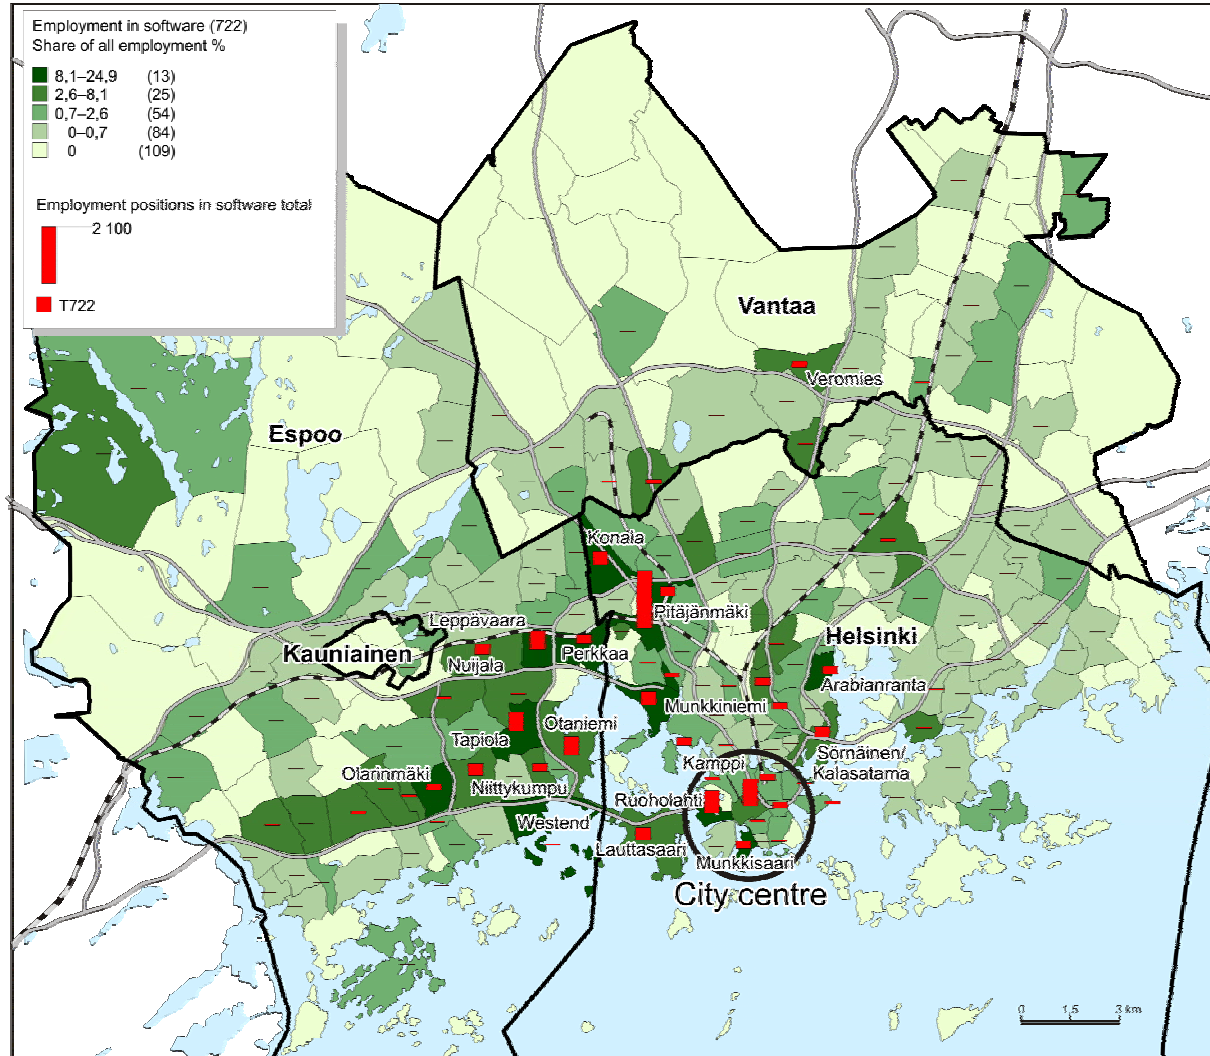 Employment in software (722)
Share of all employment %
8,1–24,9 (13)
2,6–8,1 (25)
0,7–2,6 (54)
0–0,7 (84)
0 (109)
Employment positions in software total
2 100
T722
Vantaa
Veromies
Espoo
Konala
Pitäjänmäki
Leppävaara
Helsinki
Kauniainen
Perkkaa
Nuijala
Arabianranta
Munkkiniemi
Otaniemi
Tapiola
Sörnäinen/
Kalasatama
Kamppi
Olarinmäki
Niittykumpu
Ruoholahti
Westend
Lauttasaari
Munkkisaari
City centre
0 1,5 3 km